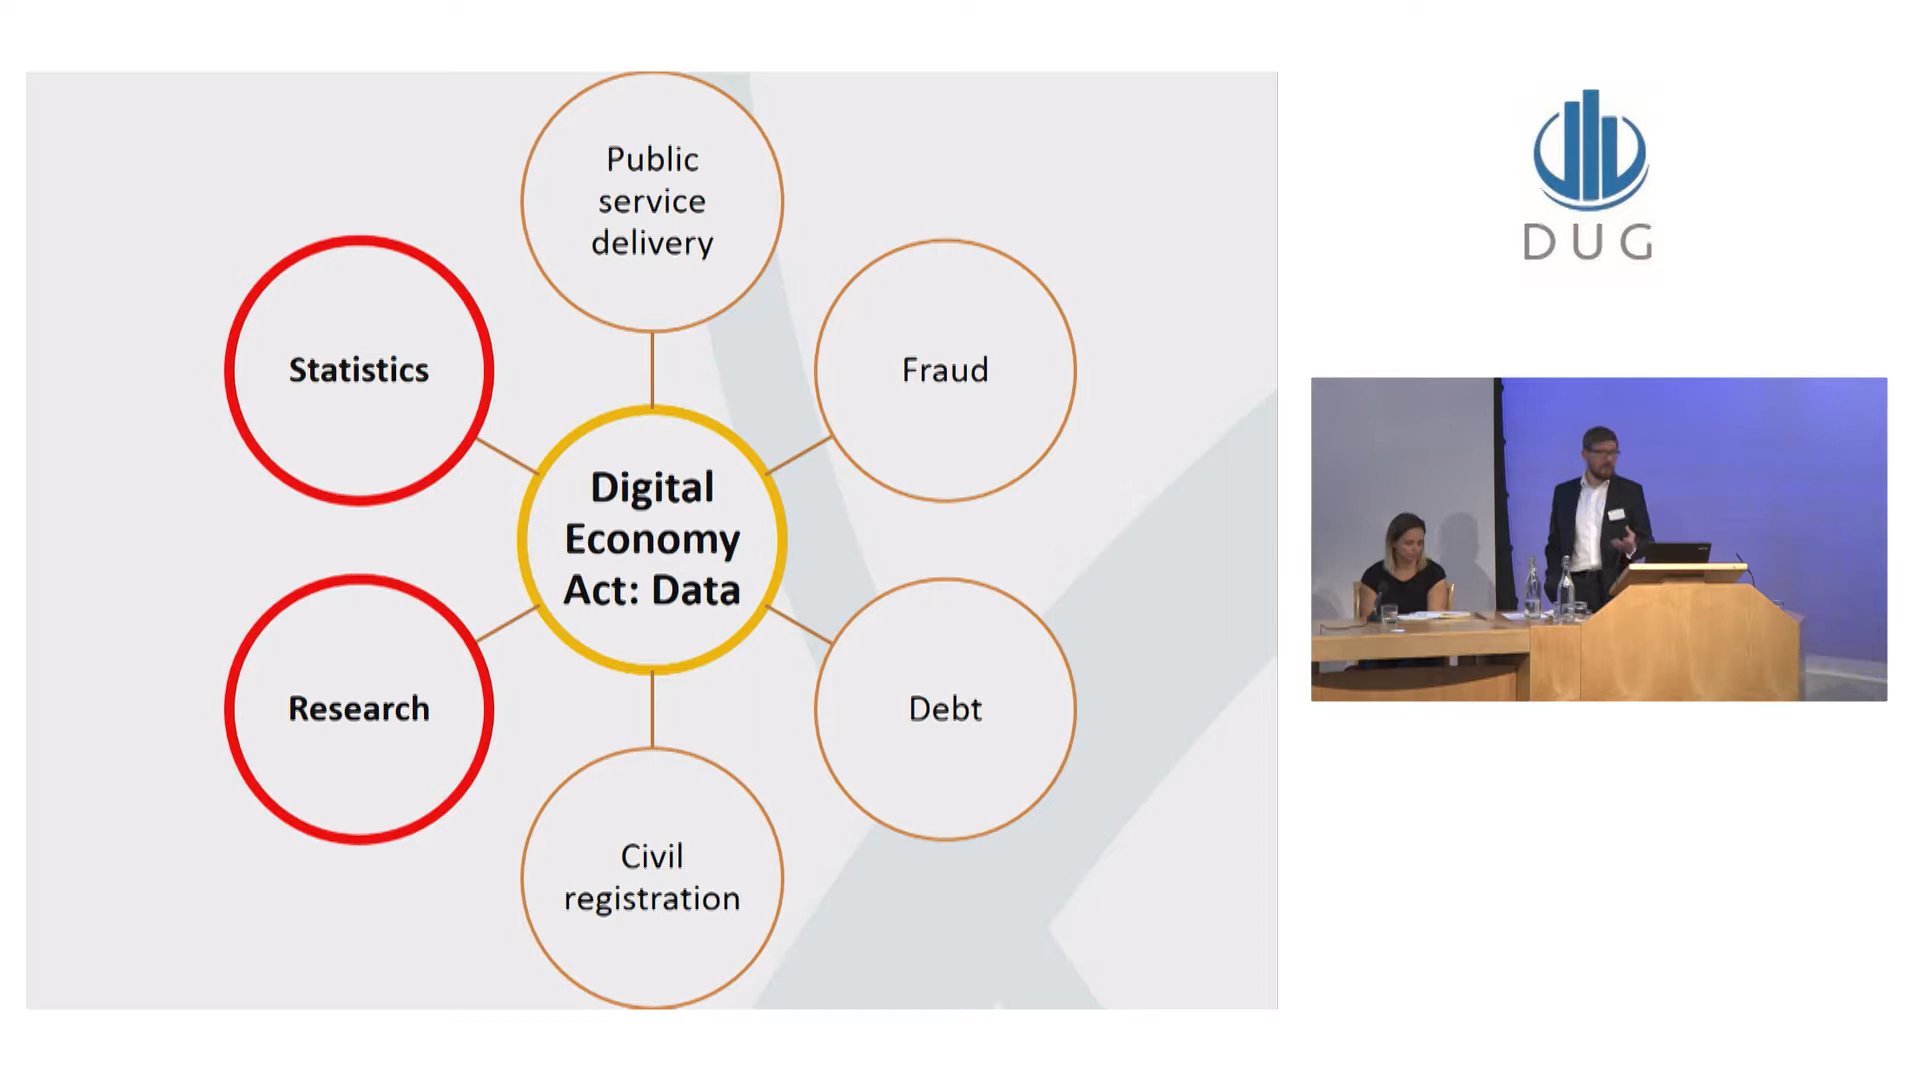 Public
service
delivery
Statistics
Fraud
Digital
Economy
Act: Data
Research
Debt
Civil
registration
DUG